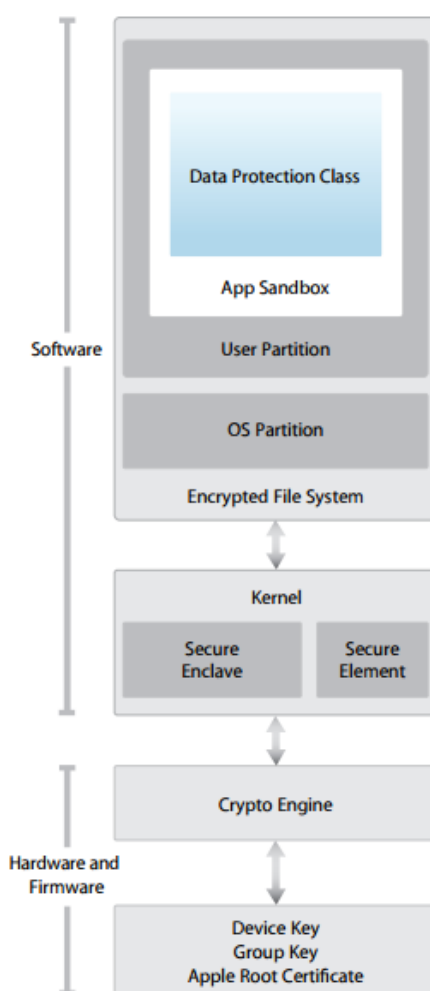 Data Protection Class
App Sandbox
Software
User Partition
OS Partition
Encrypted File System
Kernel
Secure
Enclave
Secure
Element
Crypto Engine
Hardware and
Firmware
Device Key
Group Key
Apple Root Certificate